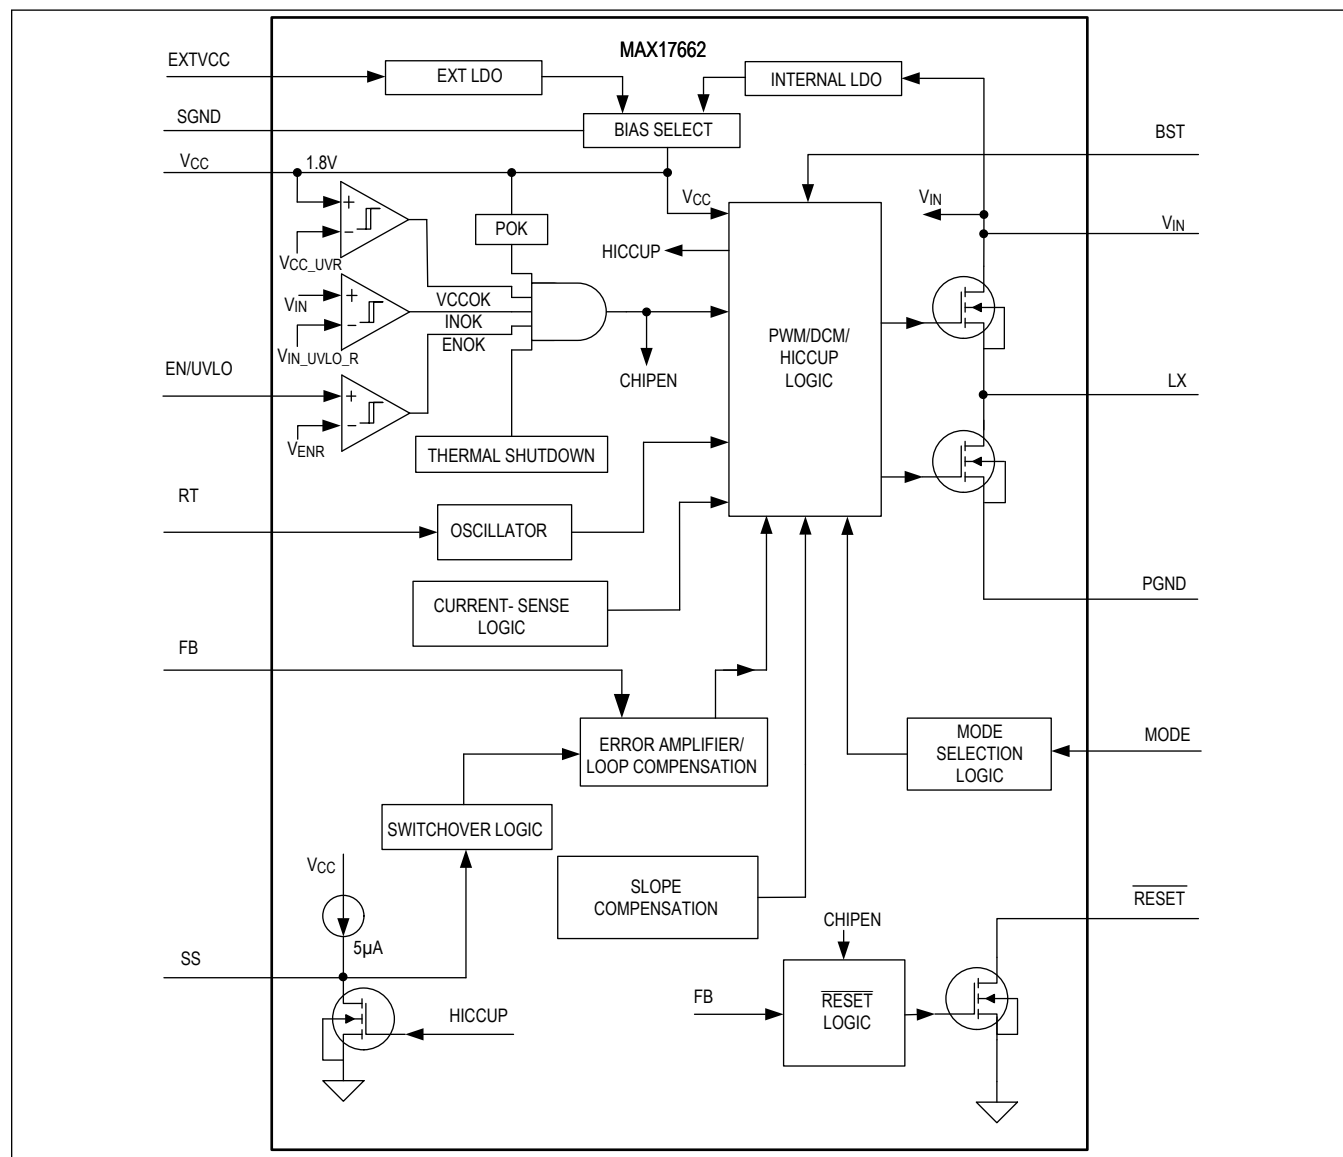 MAX17662
EXTVCC
EXT LDO
INTERNAL LDO
SGND
BIAS SELECT
BST
VCC
1.8V
VCC
VIN
VIN
+
−
POK
HICCUP
VCC_UVR
VIN
+
−
VCCOK
INOK
ENOK
VIN_UVLO_R
PWM/DCM/
HICCUP
LOGIC
CHIPEN
EN/UVLO
+
−
LX
VENR
THERMAL SHUTDOWN
RT
OSCILLATOR
CURRENT- SENSE
LOGIC
PGND
FB
ERROR AMPLIFIER/
LOOP COMPENSATION
MODE
SELECTION
LOGIC
MODE
SWITCHOVER LOGIC
VCC
SLOPE
COMPENSATION
RESET
5µA
CHIPEN
SS
FB
RESET
LOGIC
HICCUP